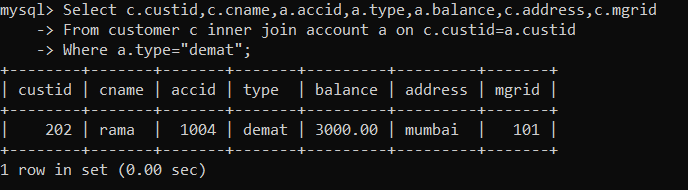 mysql> Select c.custid,c.cname,a.accid,a.type,a.balance,c.address,c.mgrid
    -> From customer c inner join account a on c.custid=a.custid
    -> Where a.type="demat";
+--------+-------+-------+-------+---------+---------+-------+
| custid | cname | accid | type  | balance | address | mgrid |
+--------+-------+-------+-------+---------+---------+-------+
|    202 | rama  |  1004 | demat | 3000.00 | mumbai  |   101 |
+--------+-------+-------+-------+---------+---------+-------+
1 row in set (0.00 sec)